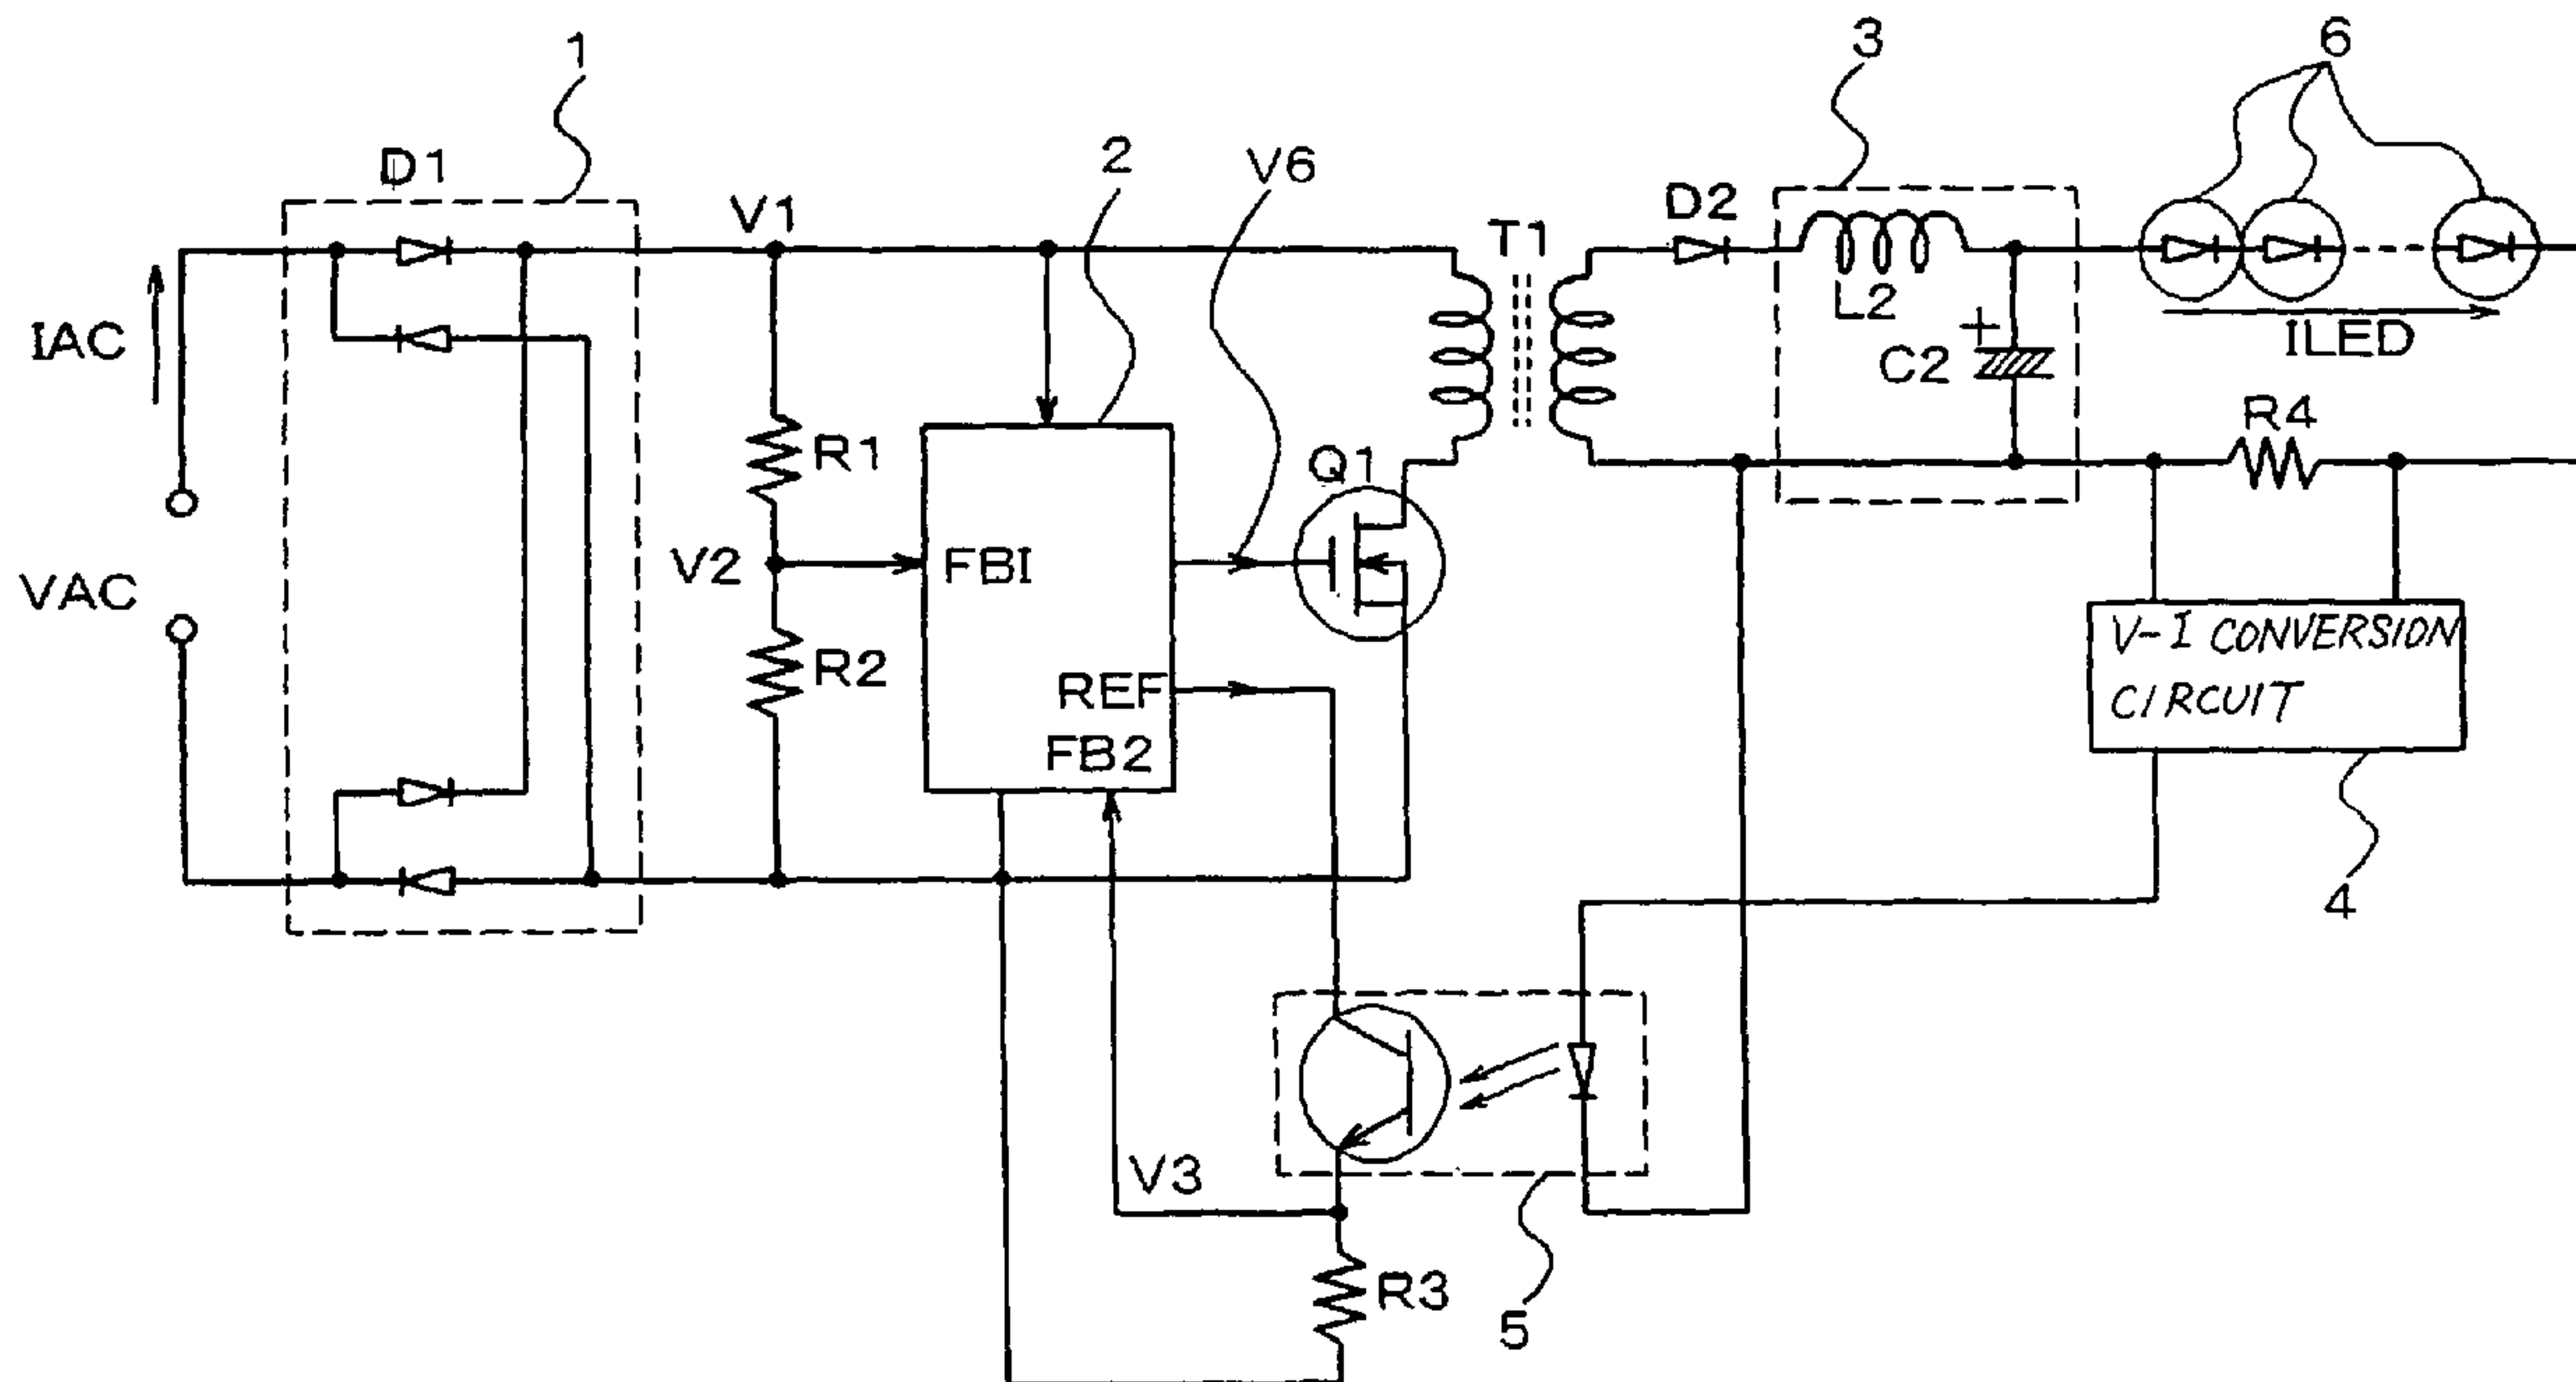 1
3
6
D1
2
V6
V1
T1
D2
L2
IAC
+
C2
ILED
R1
Q1
R4
V2
FB1
VAC
R2
REF
FB2
V-I CONVERSION
CIRCUIT
4
V3
R3
5